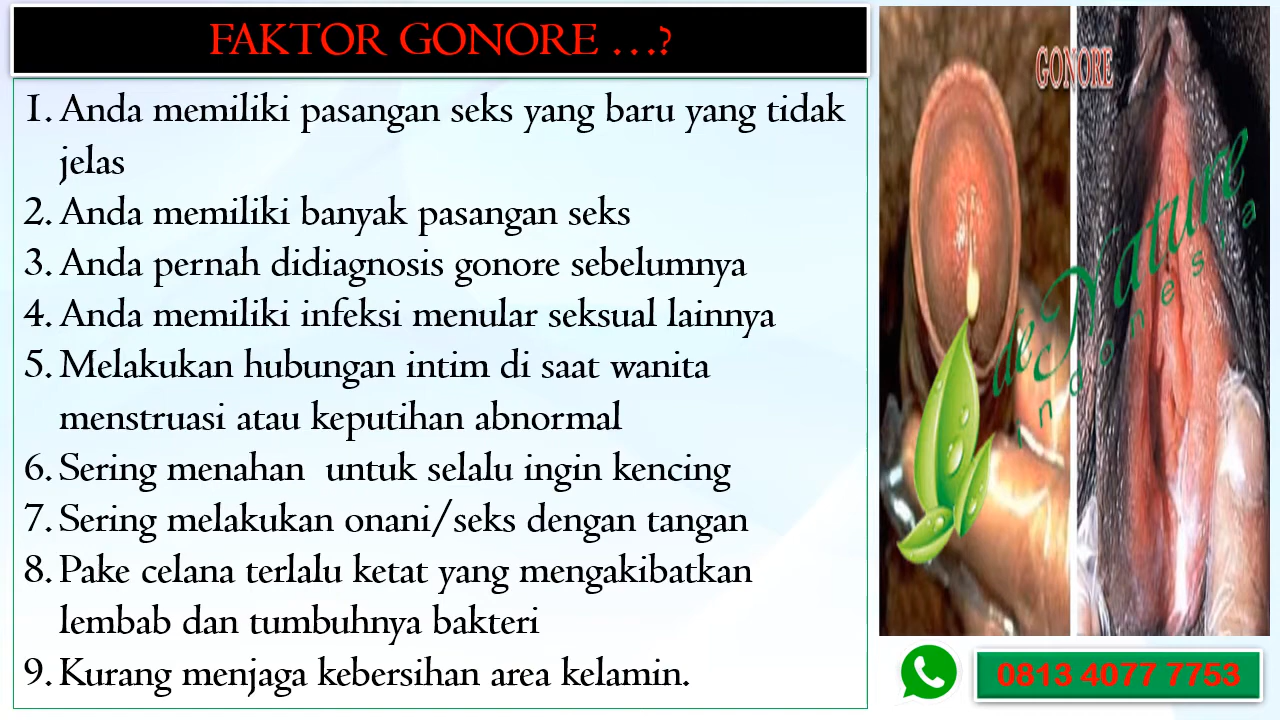 FAKTOR GONORE ...?
1. Anda memiliki pasangan seks yang baru yang tidak
jelas
2. Anda memiliki banyak pasangan seks
3. Anda pernah didiagnosis gonore sebelumnya
4. Anda memiliki infeksi menular seksual lainnya
5. Melakukan hubungan intim di saat wanita
menstruasi atau keputihan abnormal
6. Sering menahan  untuk selalu ingin kencing
7. Sering melakukan onani/seks dengan tangan
8. Pake celana terlalu ketat yang mengakibatkan
lembab dan tumbuhnya bakteri
9. Kurang menjaga kebersihan area kelamin.
GONORE
de Nature
Indonesia
0813 4077 7753